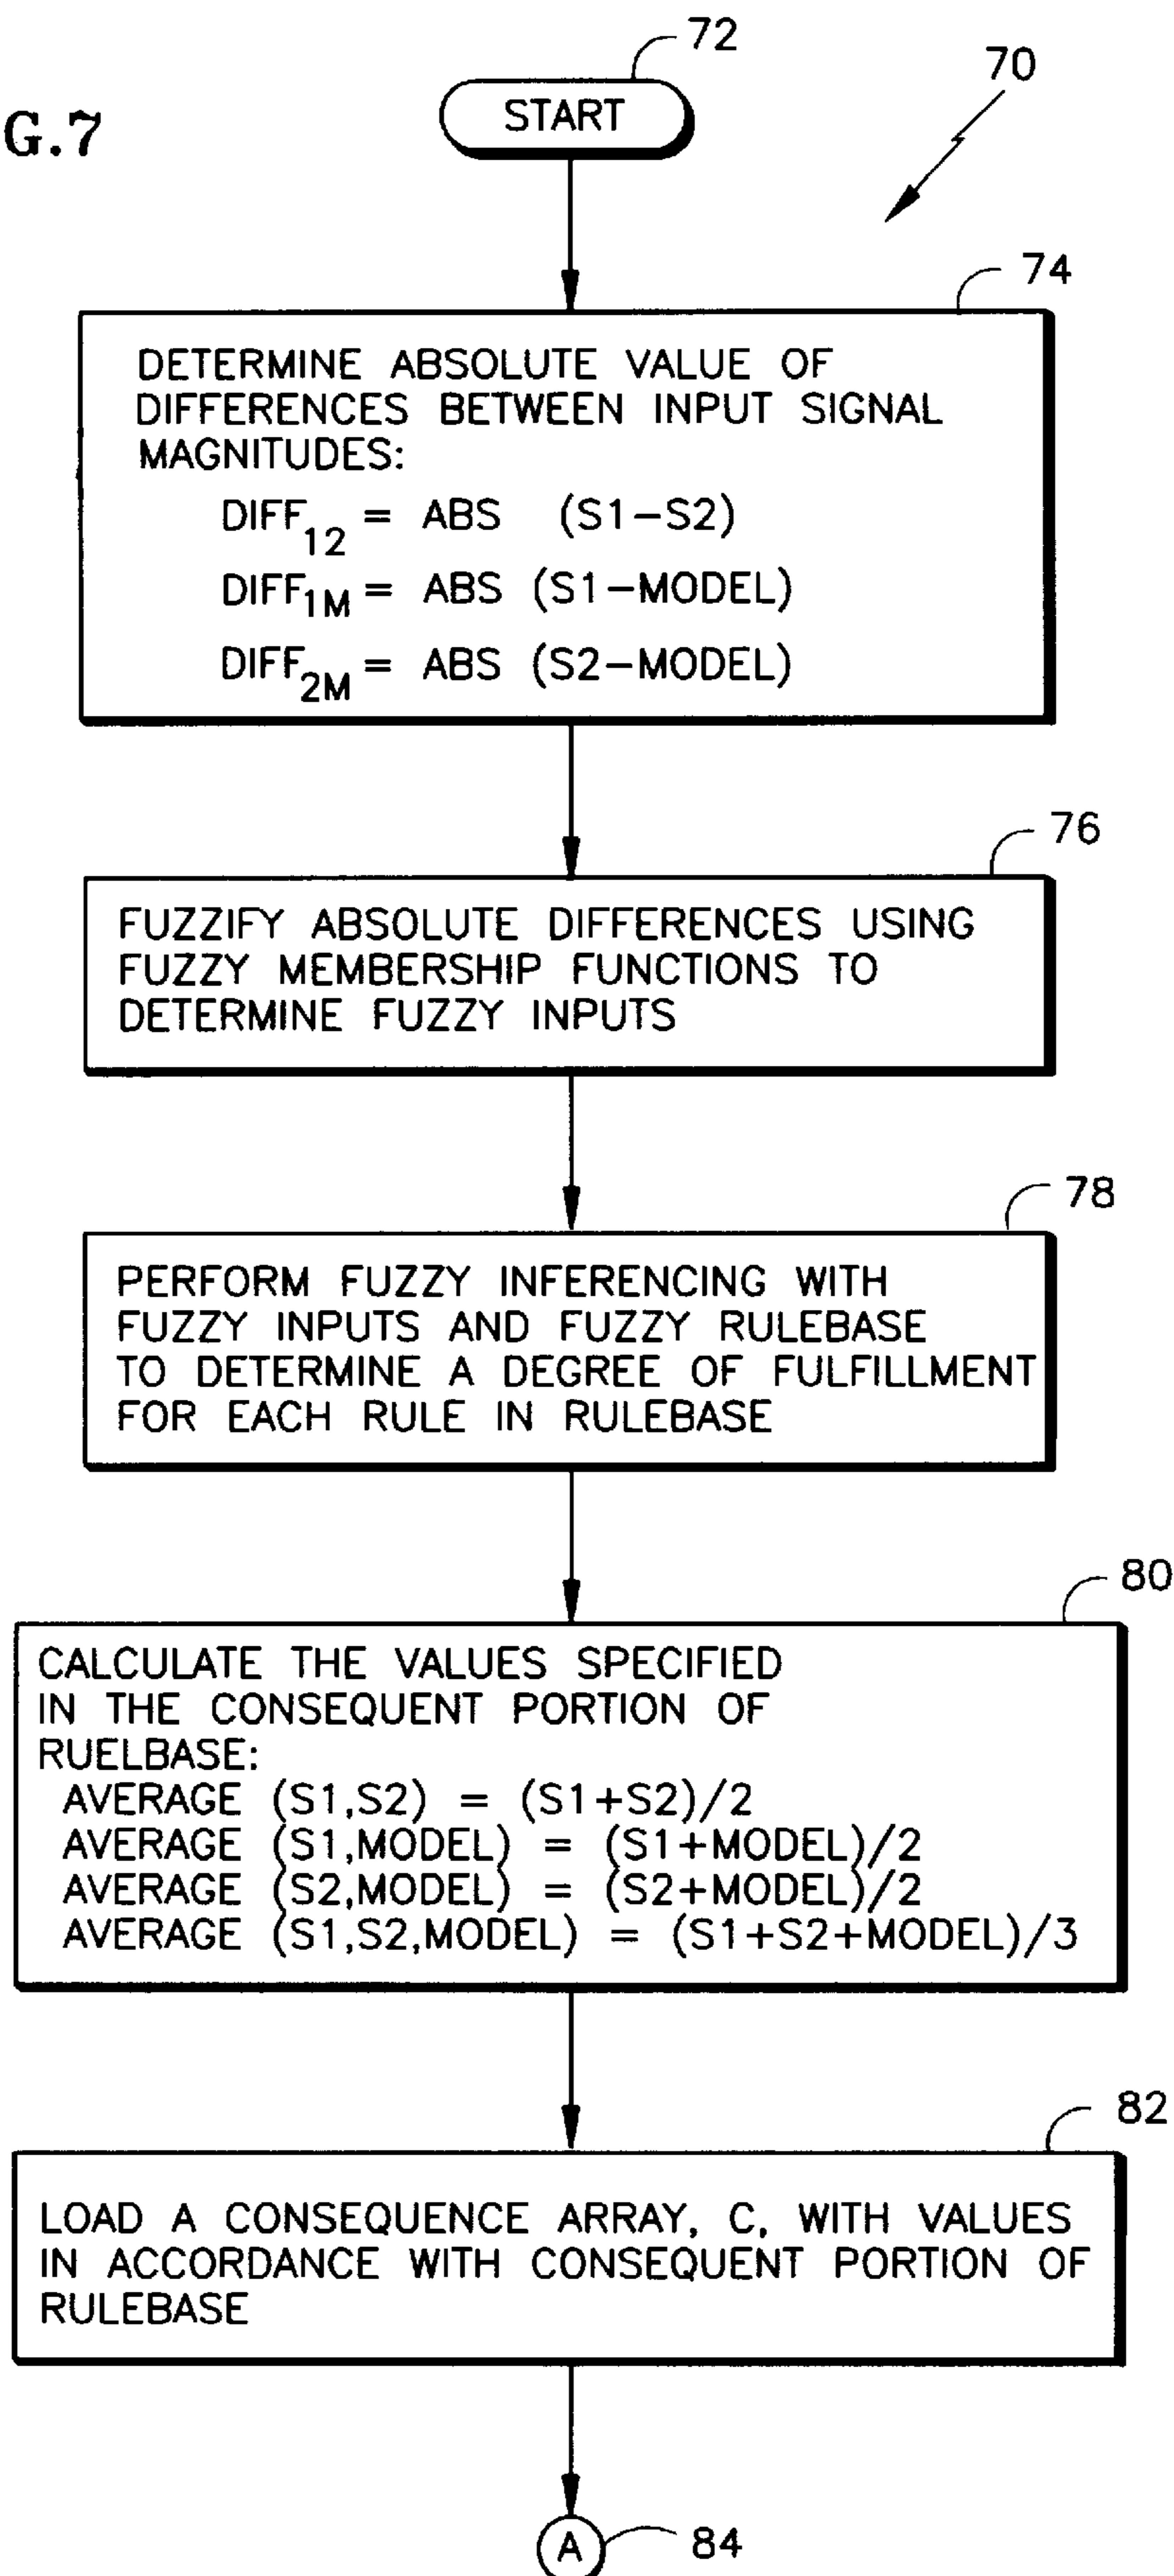 72
70
G.7
START
74
DETERMINE ABSOLUTE VALUE OF
DIFFERENCES BETWEEN INPUT SIGNAL
MAGNITUDES:
DIFF12 = ABS (S1-S2)
DIFF1M = ABS (S1-MODEL)
DIFF2M = ABS (S2-MODEL)
76
FUZZIFY ABSOLUTE DIFFERENCES USING
FUZZY MEMBERSHIP FUNCTIONS TO
DETERMINE FUZZY INPUTS
78
PERFORM FUZZY INFERENCING WITH
FUZZY INPUTS AND FUZZY RULEBASE
TO DETERMINE A DEGREE OF FULFILLMENT
FOR EACH RULE IN RULEBASE
80
CALCULATE THE VALUES SPECIFIED
IN THE CONSEQUENT PORTION OF
RUELBASE:
AVERAGE (S1,S2) = (S1+S2)/2
AVERAGE (S1,MODEL) = (S1+MODEL)/2
AVERAGE (S2,MODEL) = (S2+MODEL)/2
AVERAGE (S1,S2,MODEL) = (S1+S2+MODEL)/3
82
LOAD A CONSEQUENCE ARRAY, C, WITH VALUES
IN ACCORDANCE WITH CONSEQUENT PORTION OF
RULEBASE
A
84